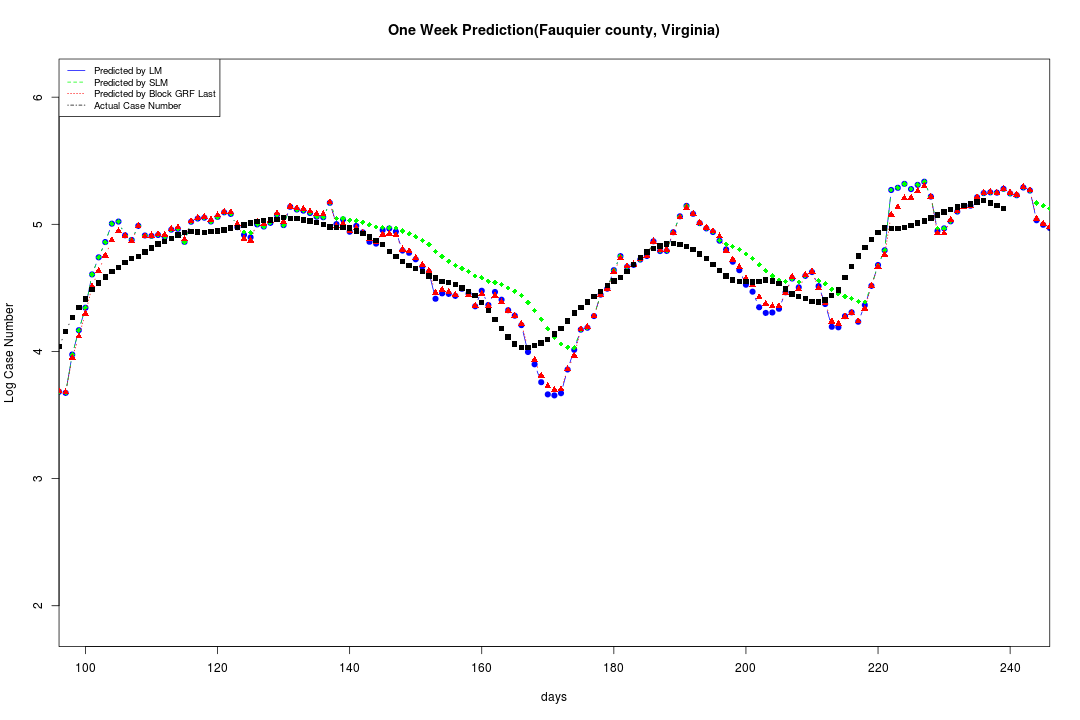 One Week Prediction(Fauquier county, Virginia)
Predicted by LM
Predicted by SLM
Predicted by Block GRF Last
Actual Case Number
6
5
4
3
2
Log Case Number
100 120 140 160 180 200 220 240
days